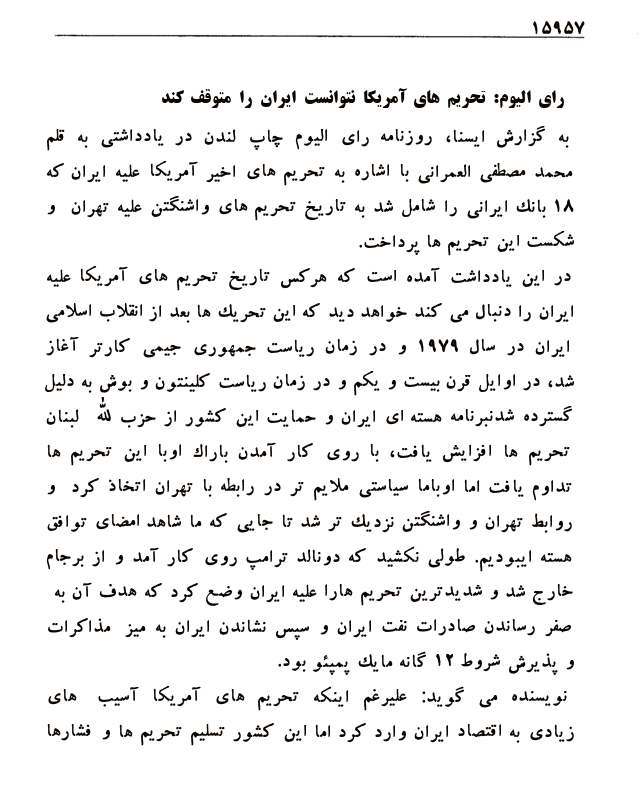 ۱۵۹۵۷
رای الیوم: تحریم های آمریکا نتوانست ایران را متوقف کند
به گزارش ایسنا، روزنامه رای الیوم چاپ لندن در یادداشتی به قلم
محمد مصطفی العمرانی با اشاره به تحریم های اخیر آمریکا علیه ایران که
۱۸ بانك ایرانی را شامل شد به تاریخ تحریم های واشنگتن علیه تهران و
شکست این تحریم ها پرداخت.
در این یادداشت آمده است که هرکس تاریخ تحریم های آمریکا علیه
ایران را دنبال می کند خواهد دید که این تحریك ها بعد از انقلاب اسلامی
ایران در سال ۱۹۷۹ و در زمان ریاست جمهوری جیمی کارتر آغاز
شد، در اوایل قرن بیست و یکم و در زمان ریاست کلینتون و بوش به دلیل
گسترده شدنبرنامه هسته ای ایران و حمایت این کشور از حزب لله لبنان
تحریم ها افزایش یافت، با روی کار آمدن باراك اوبا این تحریم ها
تداوم یافت اما اوباما سیاستی ملایم تر در رابطه با تهران اتخاذ کرد و
روابط تهران و واشنگتن نزدیك تر شد تا جایی که ما شاهد امضای توافق
هسته ایبودیم. طولی نکشید که دونالد ترامپ روی کار آمد و از برجام
خارج شد و شدیدترین تحریم هارا علیه ایران وضع کرد که هدف آن به
صفر رساندن صادرات نفت ایران و سپس نشاندن ایران به میز مذاکرات
و پذیرش شروط ۱۲ گانه مایك پمپئو بود.
نویسنده می گوید: علیرغم اینکه تحریم های آمریکا آسیب های
زیادی به اقتصاد ایران وارد کرد اما این کشور تسلیم تحریم ها و فشارها